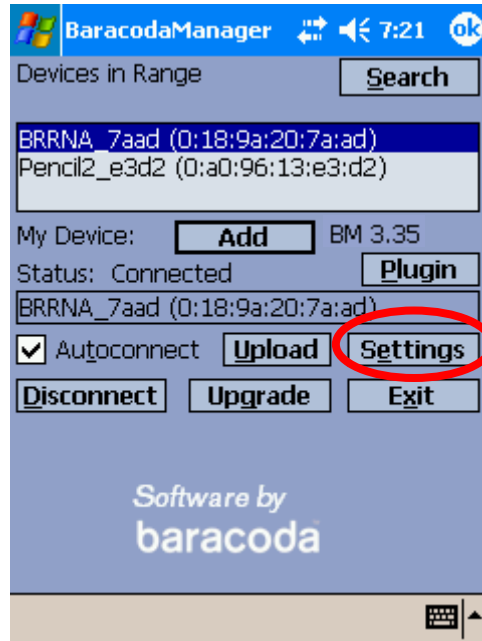 BaracodaManager 7:21 ok
Devices in Range Search
BRRNA_7aad (0:18:9a:20:7a:ad)
Pencil2_e3d2 (0:a0:96:13:e3:d2)
My Device: Add BM 3.35
Status: Connected Plugin
BRRNA_7aad (0:18:9a:20:7a:ad)
Autoconnect Upload Settings
Disconnect Upgrade Exit
Software by
baracoda